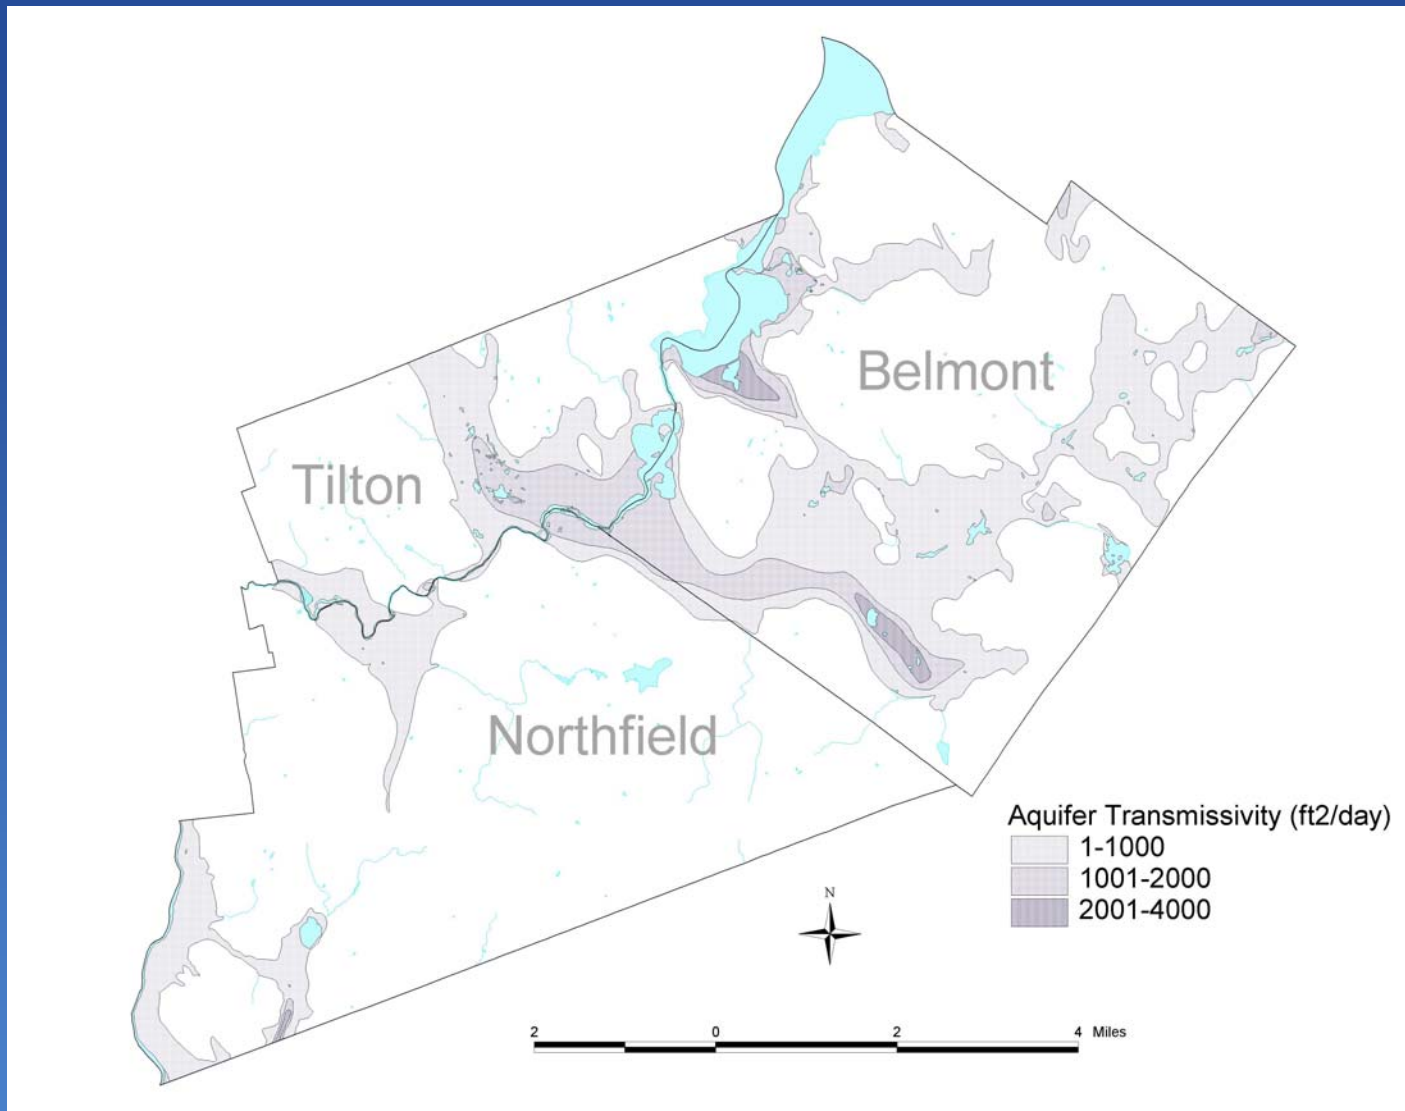 Belmont
Tilton
Northfield
Aquifer Transmissivity (ft2/day)
1-1000
1001-2000
2001-4000
N
2 0 2 4 Miles